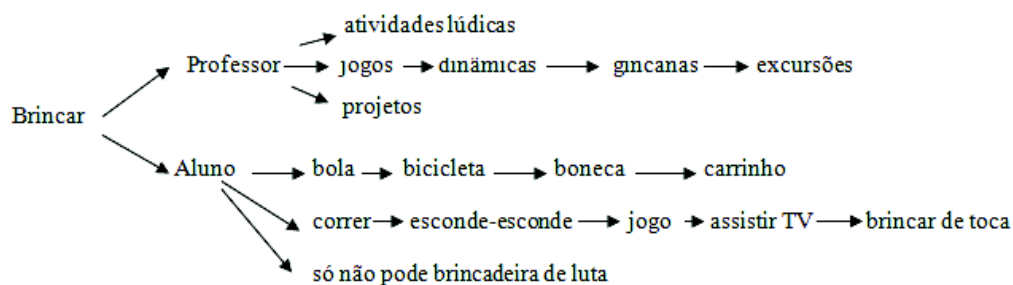 atividades lúdicas
Professor jogos dinâmicas gincanas excursões
projetos
Brincar
Aluno bola bicicleta boneca carrinho
correr esconde-esconde jogo assistir TV brincar de toca
só não pode brincadeira de luta